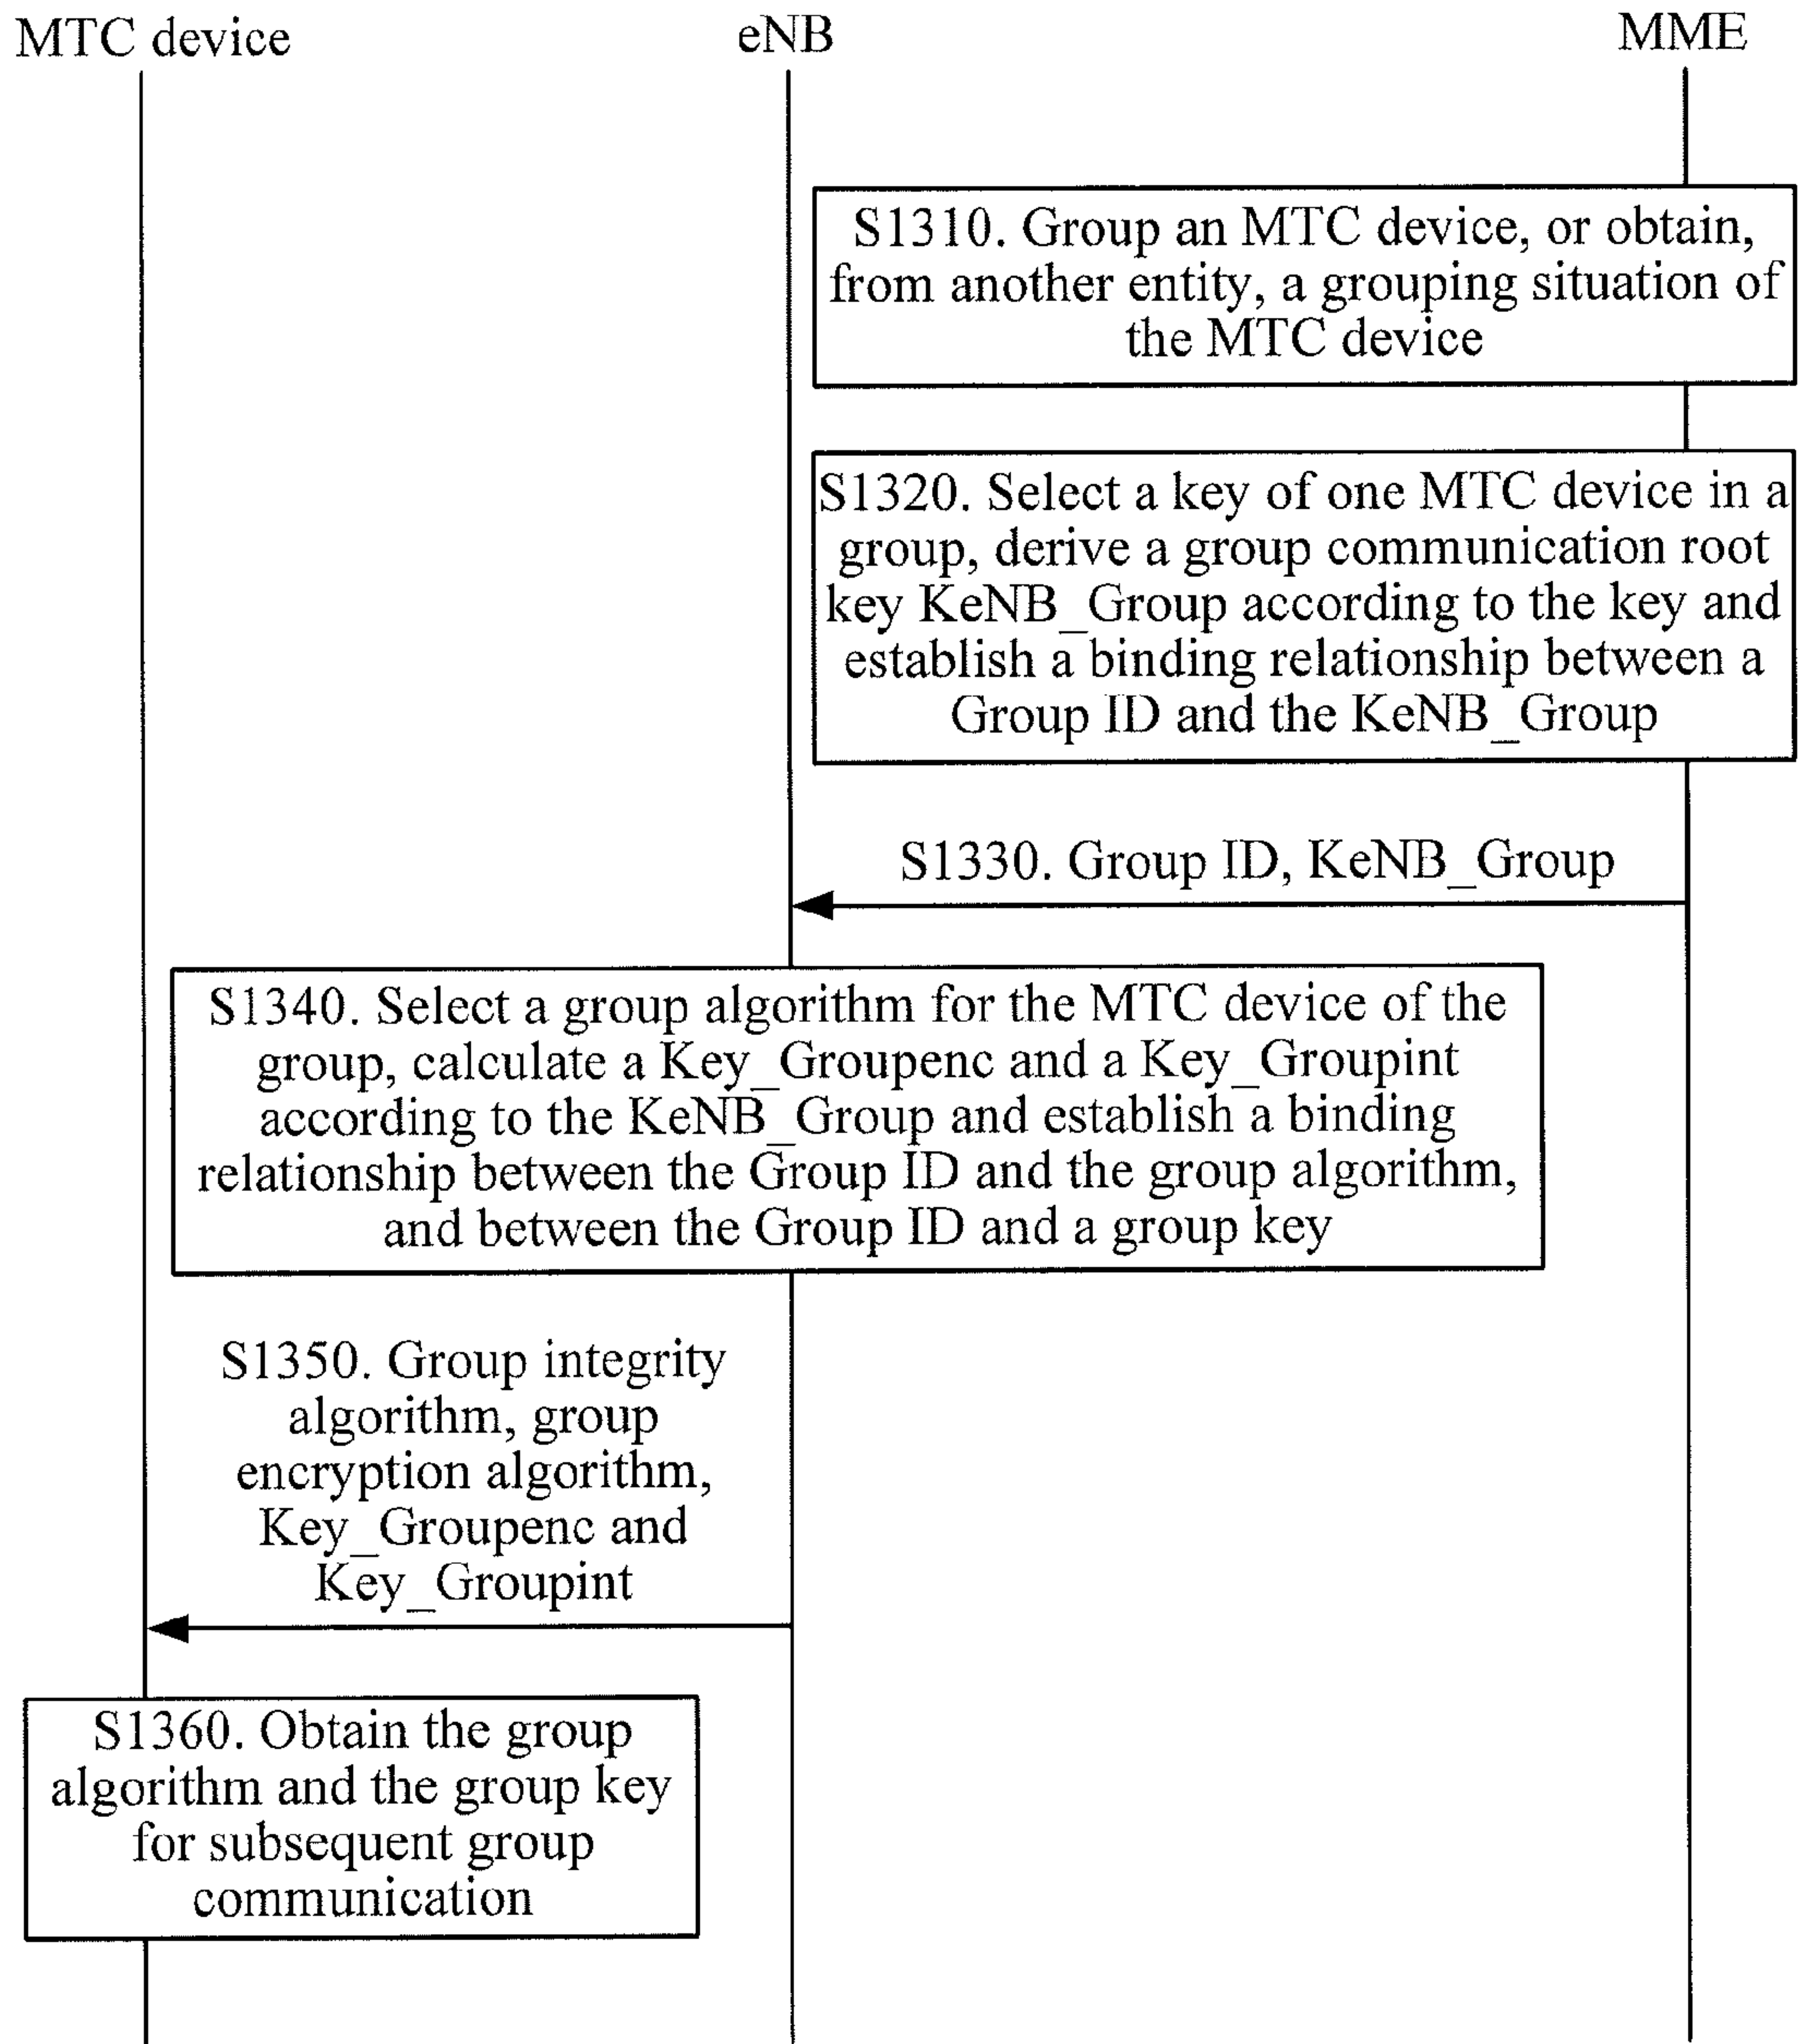 MTC device
eNB
MME
S1310. Group an MTC device, or obtain,
from another entity, a grouping situation of
the MTC device
S1320. Select a key of one MTC device in a
group, derive a group communication root
key KeNB_Group according to the key and
establish a binding relationship between a
Group ID and the KeNB_Group
S1330. Group ID, KeNB_Group
S1340. Select a group algorithm for the MTC device of the
group, calculate a Key_Groupenc and a Key_Groupint
according to the KeNB_Group and establish a binding
relationship between the Group ID and the group algorithm,
and between the Group ID and a group key
S1350. Group integrity
algorithm, group
encryption algorithm,
Key_Groupenc and
Key_Groupint
S1360. Obtain the group
algorithm and the group key
for subsequent group
communication